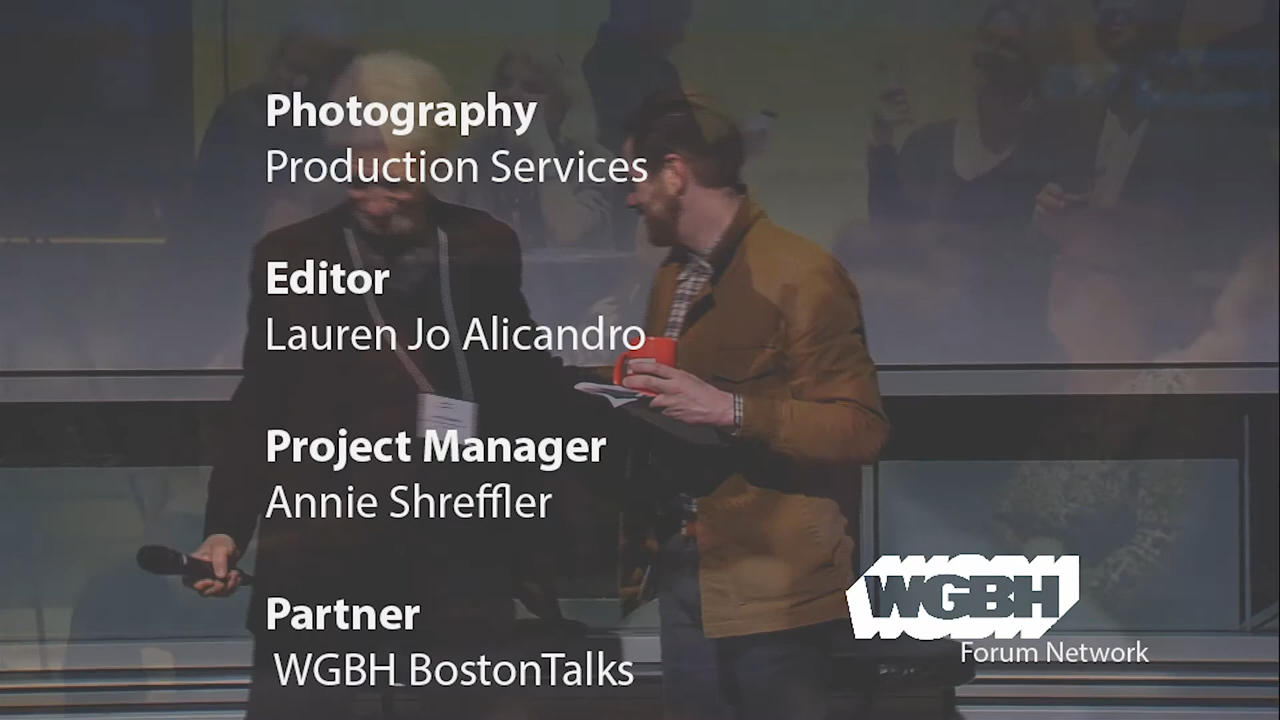 Photography
Production Services
Editor
Lauren Jo Alicandro
Project Manager
Annie Shreffler
Partner
WGBH BostonTalks
WGBH
Forum Network